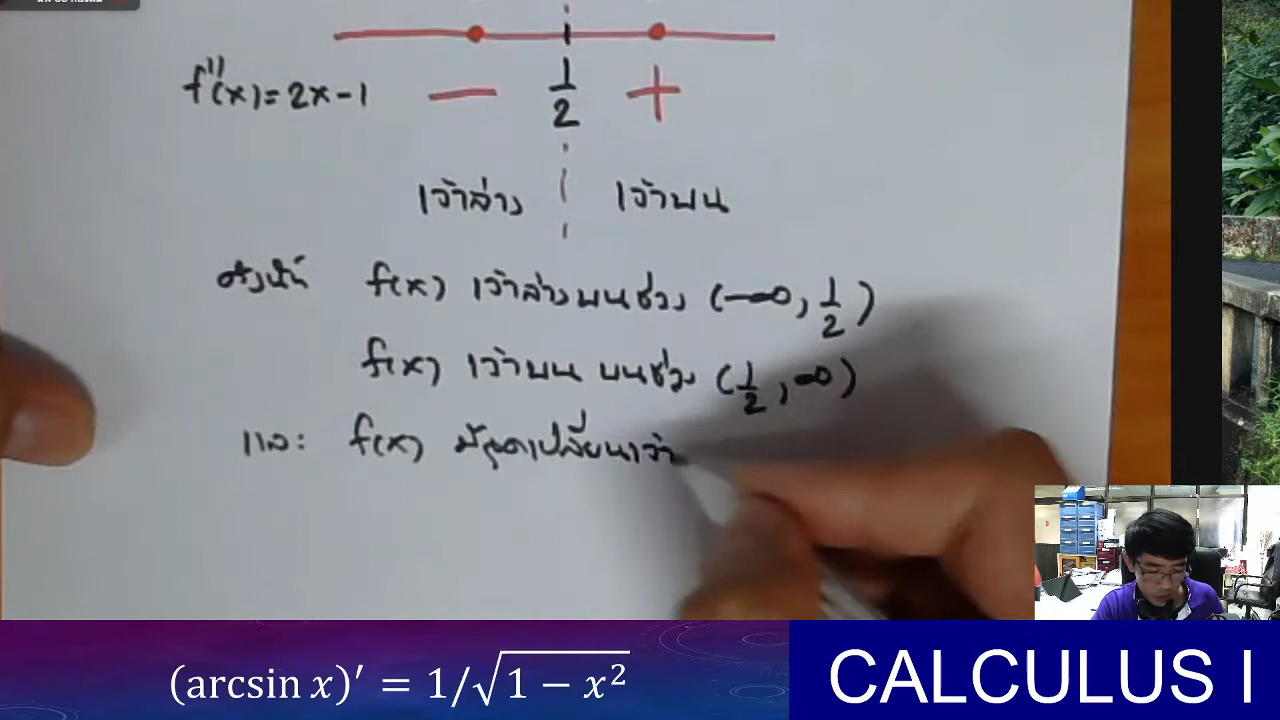 f''(x) = 2x - 1 — 1/2 +
เว้าล่าง เว้าบน
ดังนั้น f(x) เว้าล่างบนช่วง (-∞, 1/2)
f(x) เว้าบน บนช่วง (1/2, ∞)
และ f(x) มีจุดเปลี่ยนเว้า
(arcsin x)′ = 1/√1 − x²
CALCULUS I